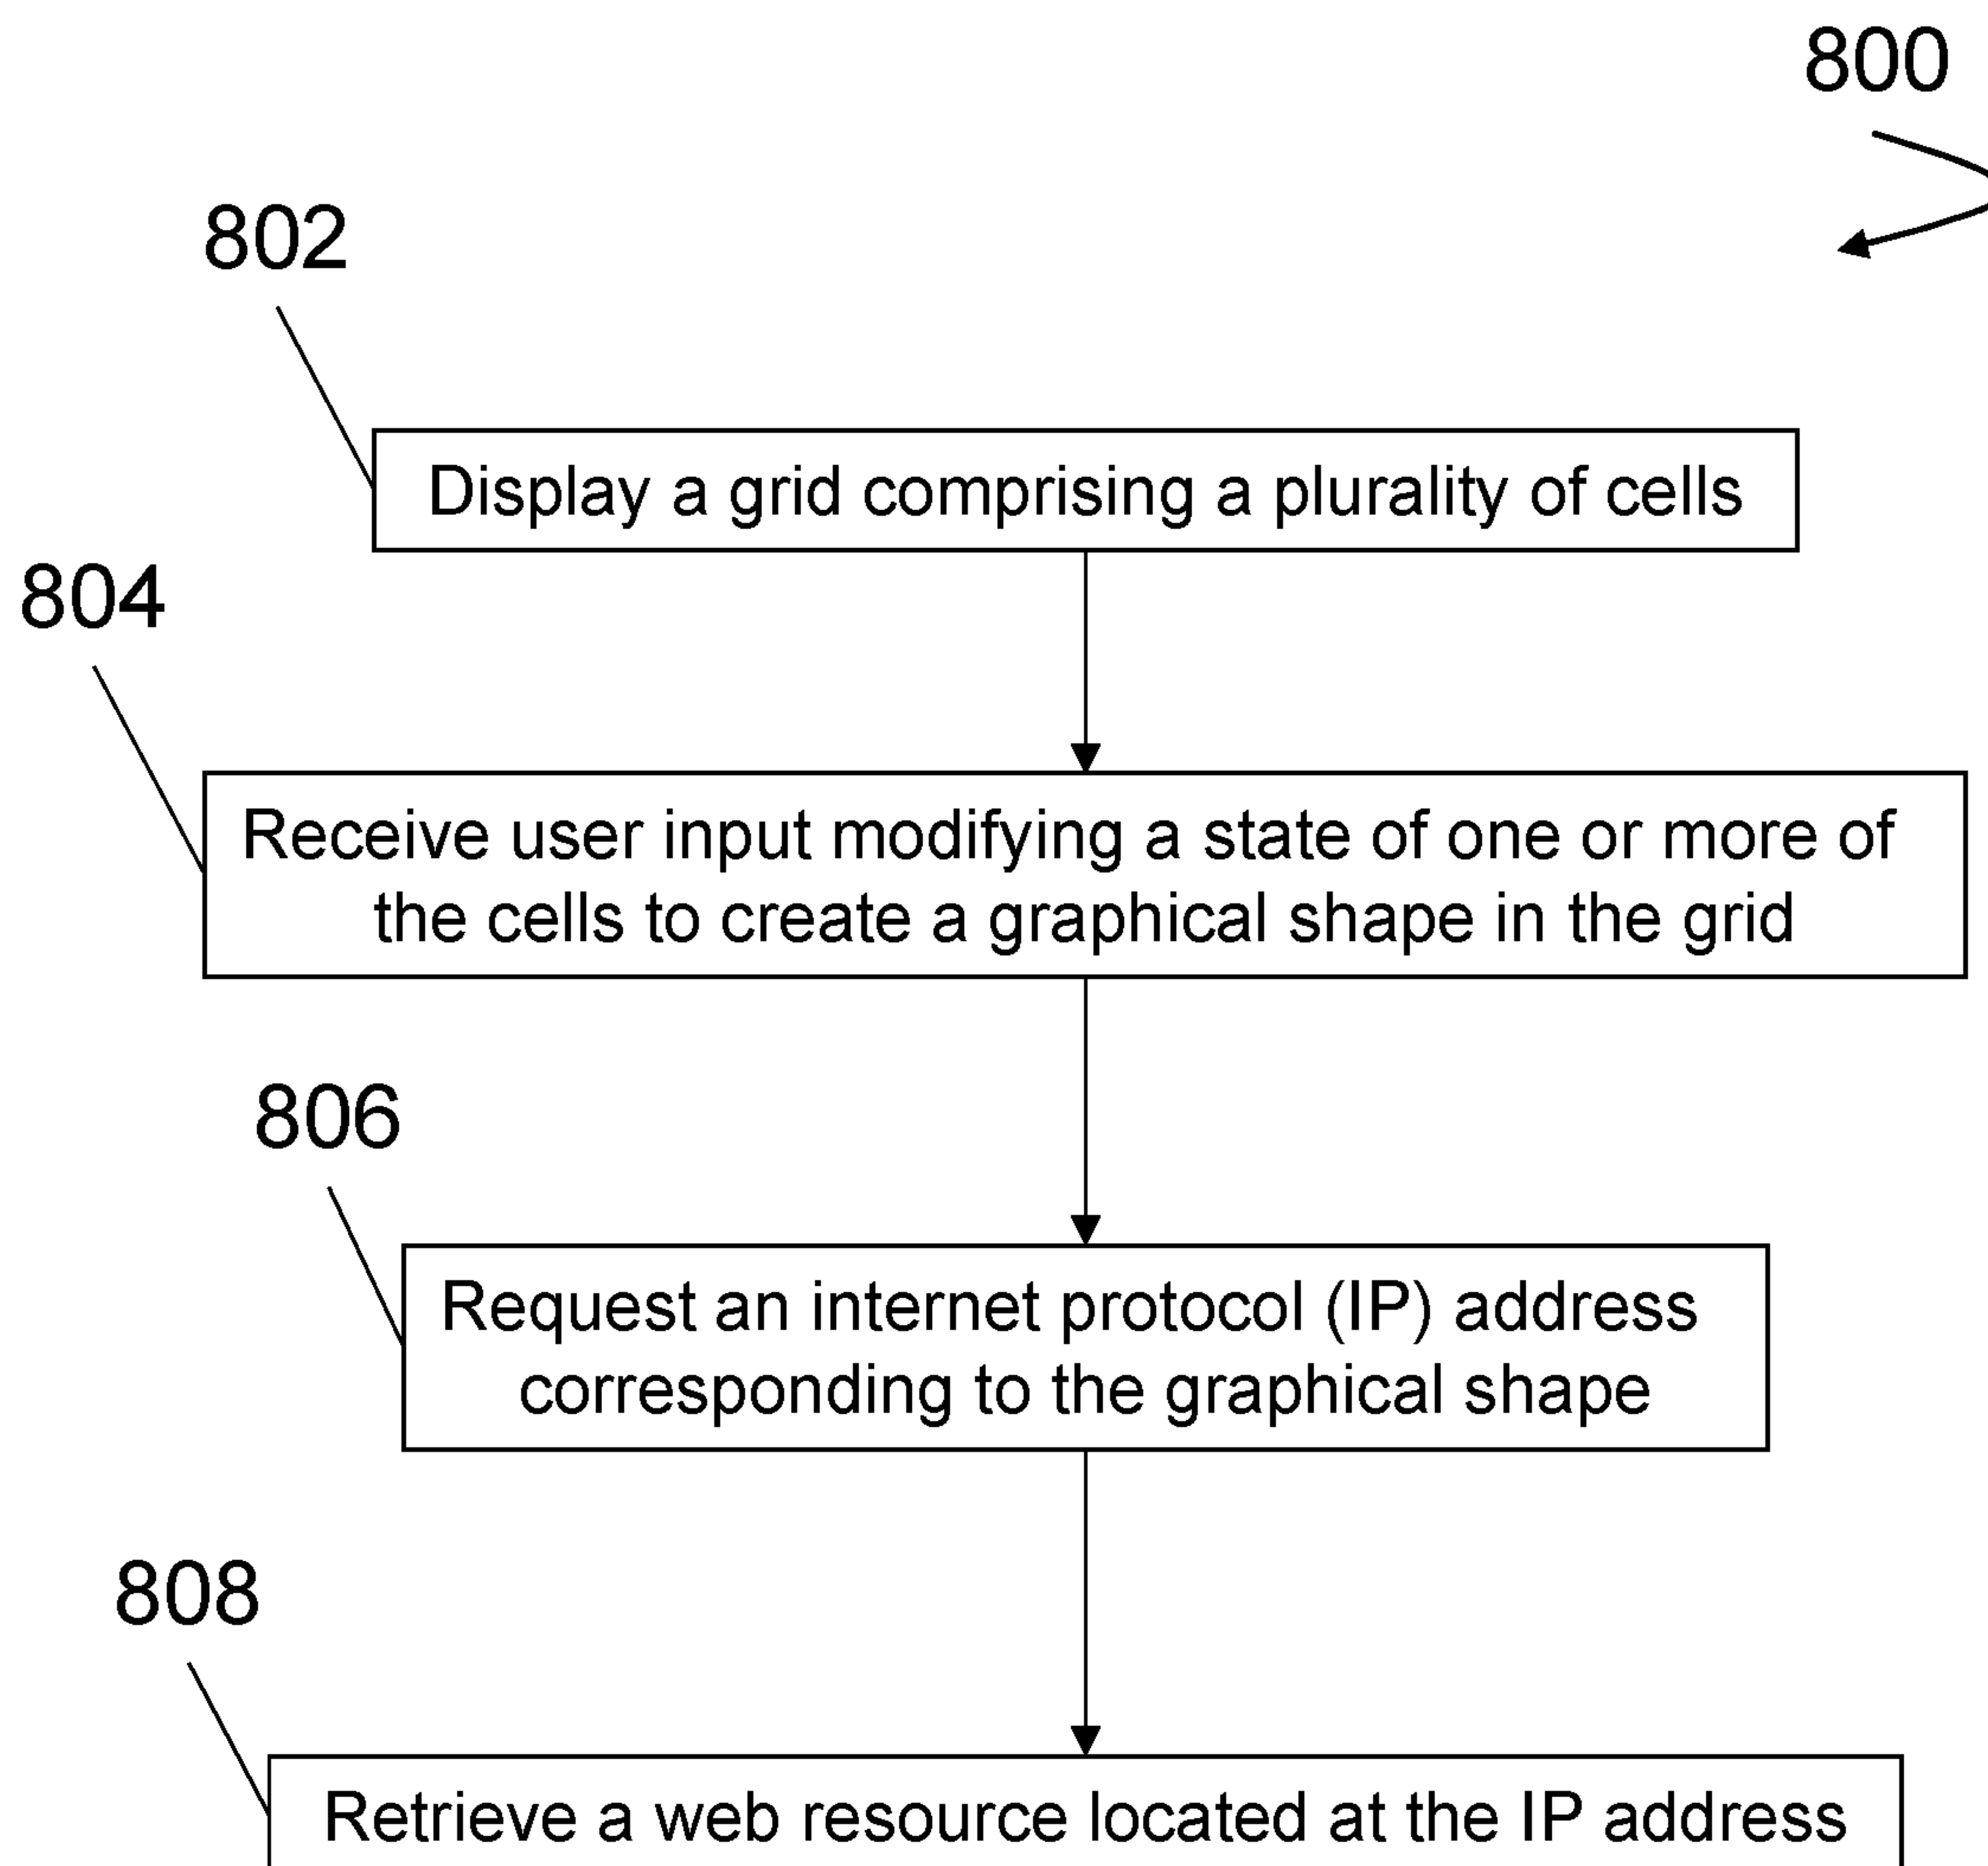 800
802
Display a grid comprising a plurality of cells
804
Receive user input modifying a state of one or more of
the cells to create a graphical shape in the grid
806
Request an internet protocol (IP) address
corresponding to the graphical shape
808
Retrieve a web resource located at the IP address